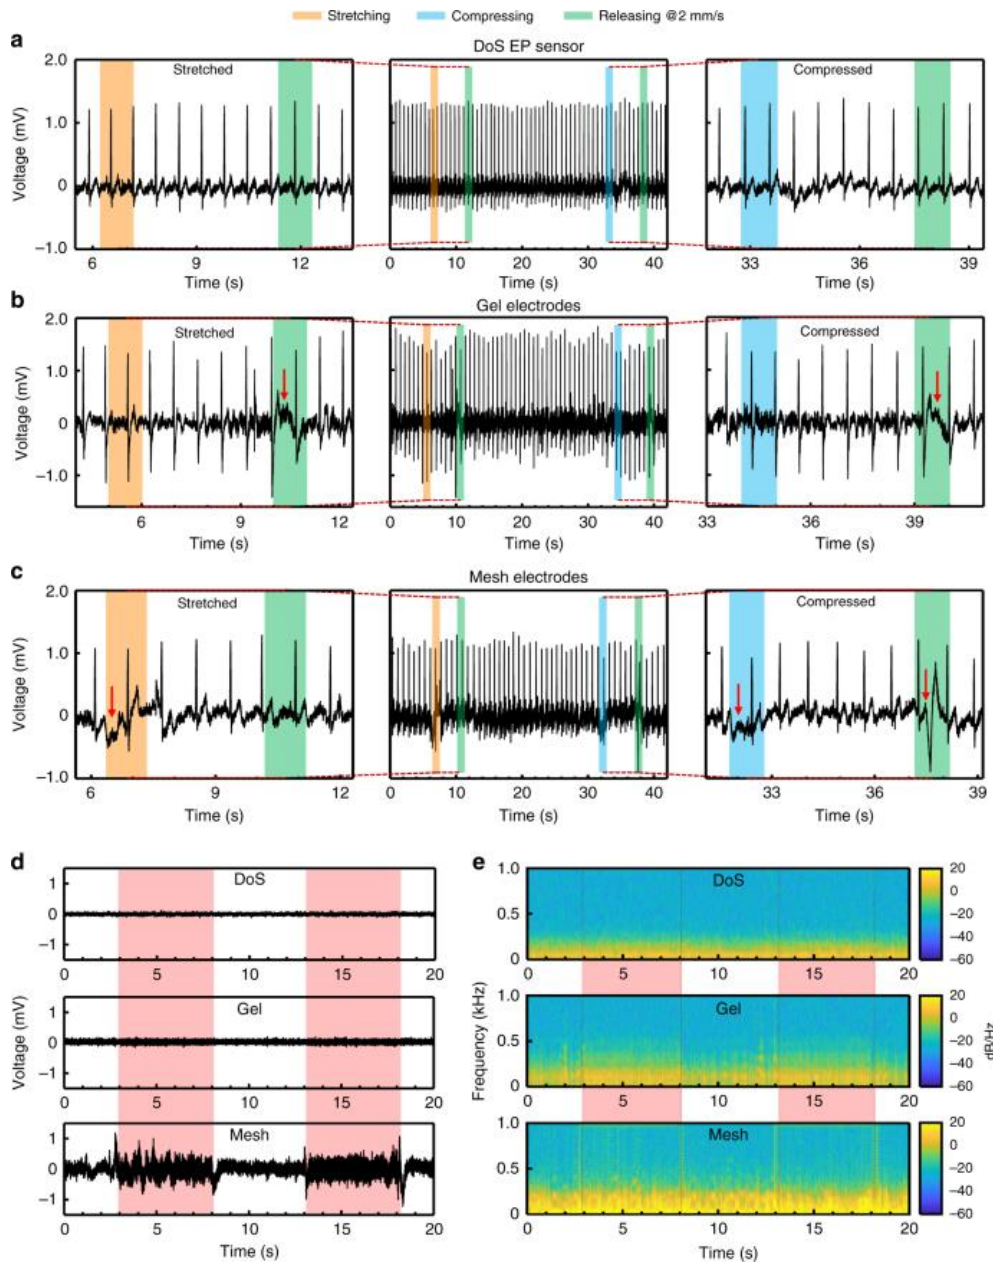 Stretching Compressing Releasing @2 mm/s
a DoS EP sensor
2.0 Stretched Compressed
1.0
0
−1.0
Voltage (mV)
6 9 12 0 10 20 30 40 33 36 39
Time (s) Time (s) Time (s)
b Gel electrodes
2.0 Stretched Compressed
1.0
0
−1.0
Voltage (mV)
6 9 12 0 10 20 30 40 33 36 39
Time (s) Time (s) Time (s)
c Mesh electrodes
2.0 Stretched Compressed
1.0
0
−1.0
Voltage (mV)
6 9 12 0 10 20 30 40 33 36 39
Time (s) Time (s) Time (s)
d
DoS
1
0
−1
0 5 10 15 20
Gel
1
0
−1
0 5 10 15 20
Mesh
1
0
−1
0 5 10 15 20
Voltage (mV)
Time (s)
e
DoS
1.0
0.5
0
0 5 10 15 20
20
0
−20
−40
−60
Gel
1.0
0.5
0
0 5 10 15 20
20
0
−20
−40
−60
Mesh
1.0
0.5
0
0 5 10 15 20
20
0
−20
−40
−60
Frequency (kHz)
dB/Hz
Time (s)